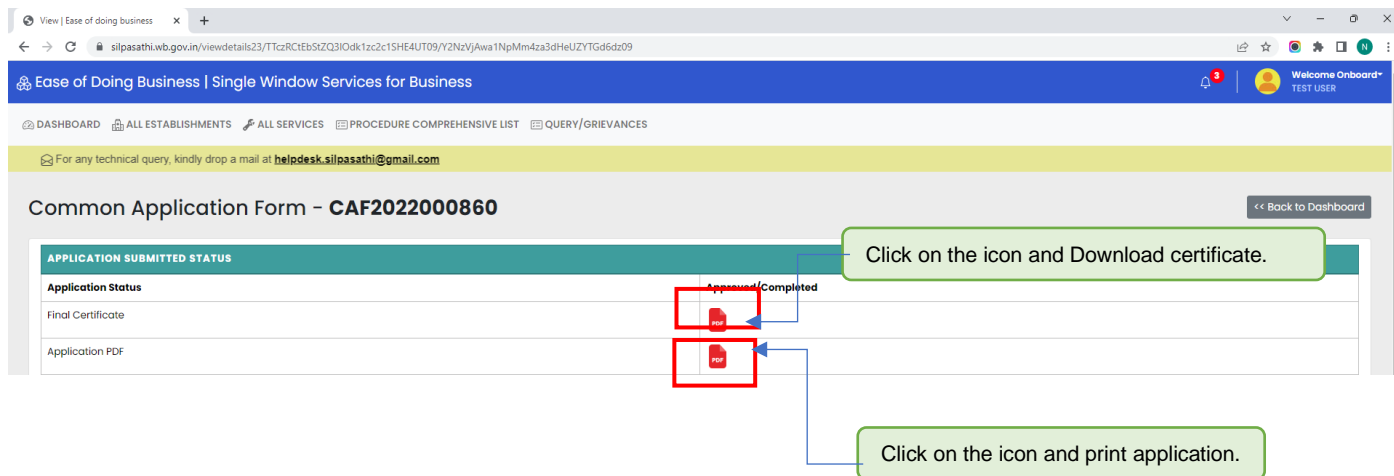 View | Ease of doing business
silpasathi.wb.gov.in/viewdetails23/TTczRCtEbStZQ3lOdk1zc2c1SHE4UT09/Y2NzVjAwa1NpMm4za3dHeUZYTGd6dz09
Ease of Doing Business | Single Window Services for Business
3
Welcome Onboard
TEST USER
N
DASHBOARD ALL ESTABLISHMENTS ALL SERVICES PROCEDURE COMPREHENSIVE LIST QUERY/GRIEVANCES
For any technical query, kindly drop a mail at helpdesk.silpasathi@gmail.com
Common Application Form - CAF2022000860
<< Back to Dashboard
Click on the icon and Download certificate.
APPLICATION SUBMITTED STATUS
Application Status Approved/Completed
Final Certificate PDF
Application PDF PDF
Click on the icon and print application.